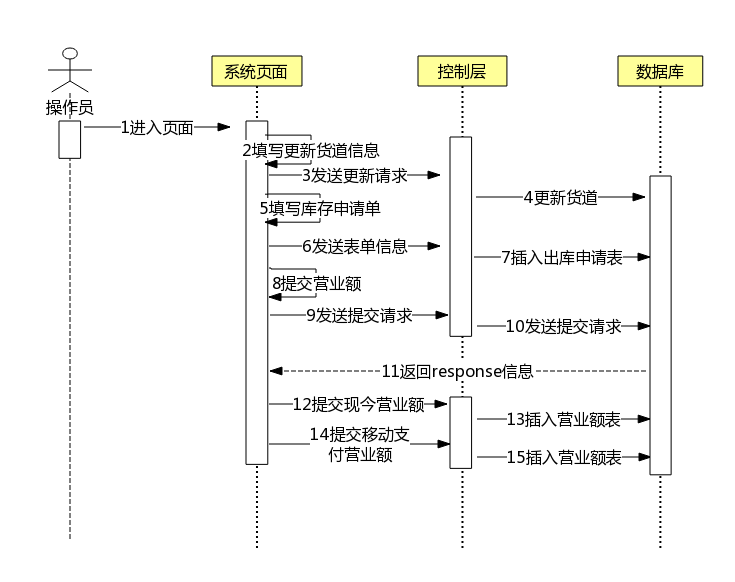 系统页面
控制层
数据库
操作员
1进入页面
2填写更新货道信息
3发送更新请求
4更新货道
5填写库存申请单
6发送表单信息
7插入出库申请表
8提交营业额
9发送提交请求
10发送提交请求
11返回response信息
12提交现今营业额
13插入营业额表
14提交移动支
付营业额
15插入营业额表